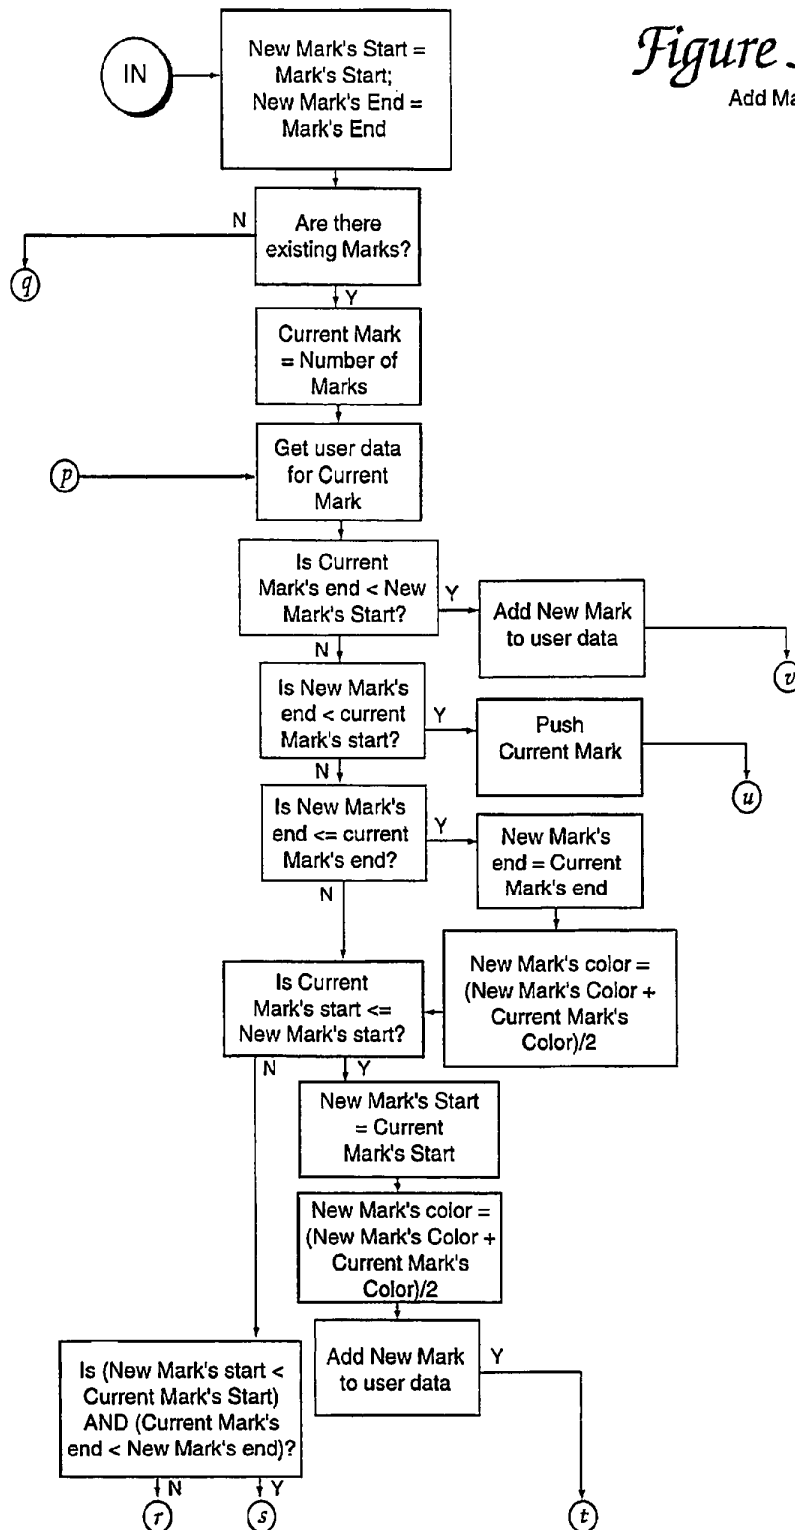 Figure
Add Ma
IN
New Mark's Start =
Mark's Start;
New Mark's End =
Mark's End
N
Are there
existing Marks?
q
Y
Current Mark
= Number of
Marks
p
Get user data
for Current
Mark
Is Current
Mark's end < New
Mark's Start?
Y
Add New Mark
to user data
v
N
Is New Mark's
end < current
Mark's start?
Y
Push
Current Mark
u
N
Is New Mark's
end <= current
Mark's end?
Y
New Mark's
end = Current
Mark's end
N
New Mark's color =
(New Mark's Color +
Current Mark's
Color)/2
Is Current
Mark's start <=
New Mark's start?
N
Y
New Mark's Start
= Current
Mark's Start
New Mark's color =
(New Mark's Color +
Current Mark's
Color)/2
Add New Mark
to user data
Y
Is (New Mark's start <
Current Mark's Start)
AND (Current Mark's
end < New Mark's end)?
N
Y
r
s
t